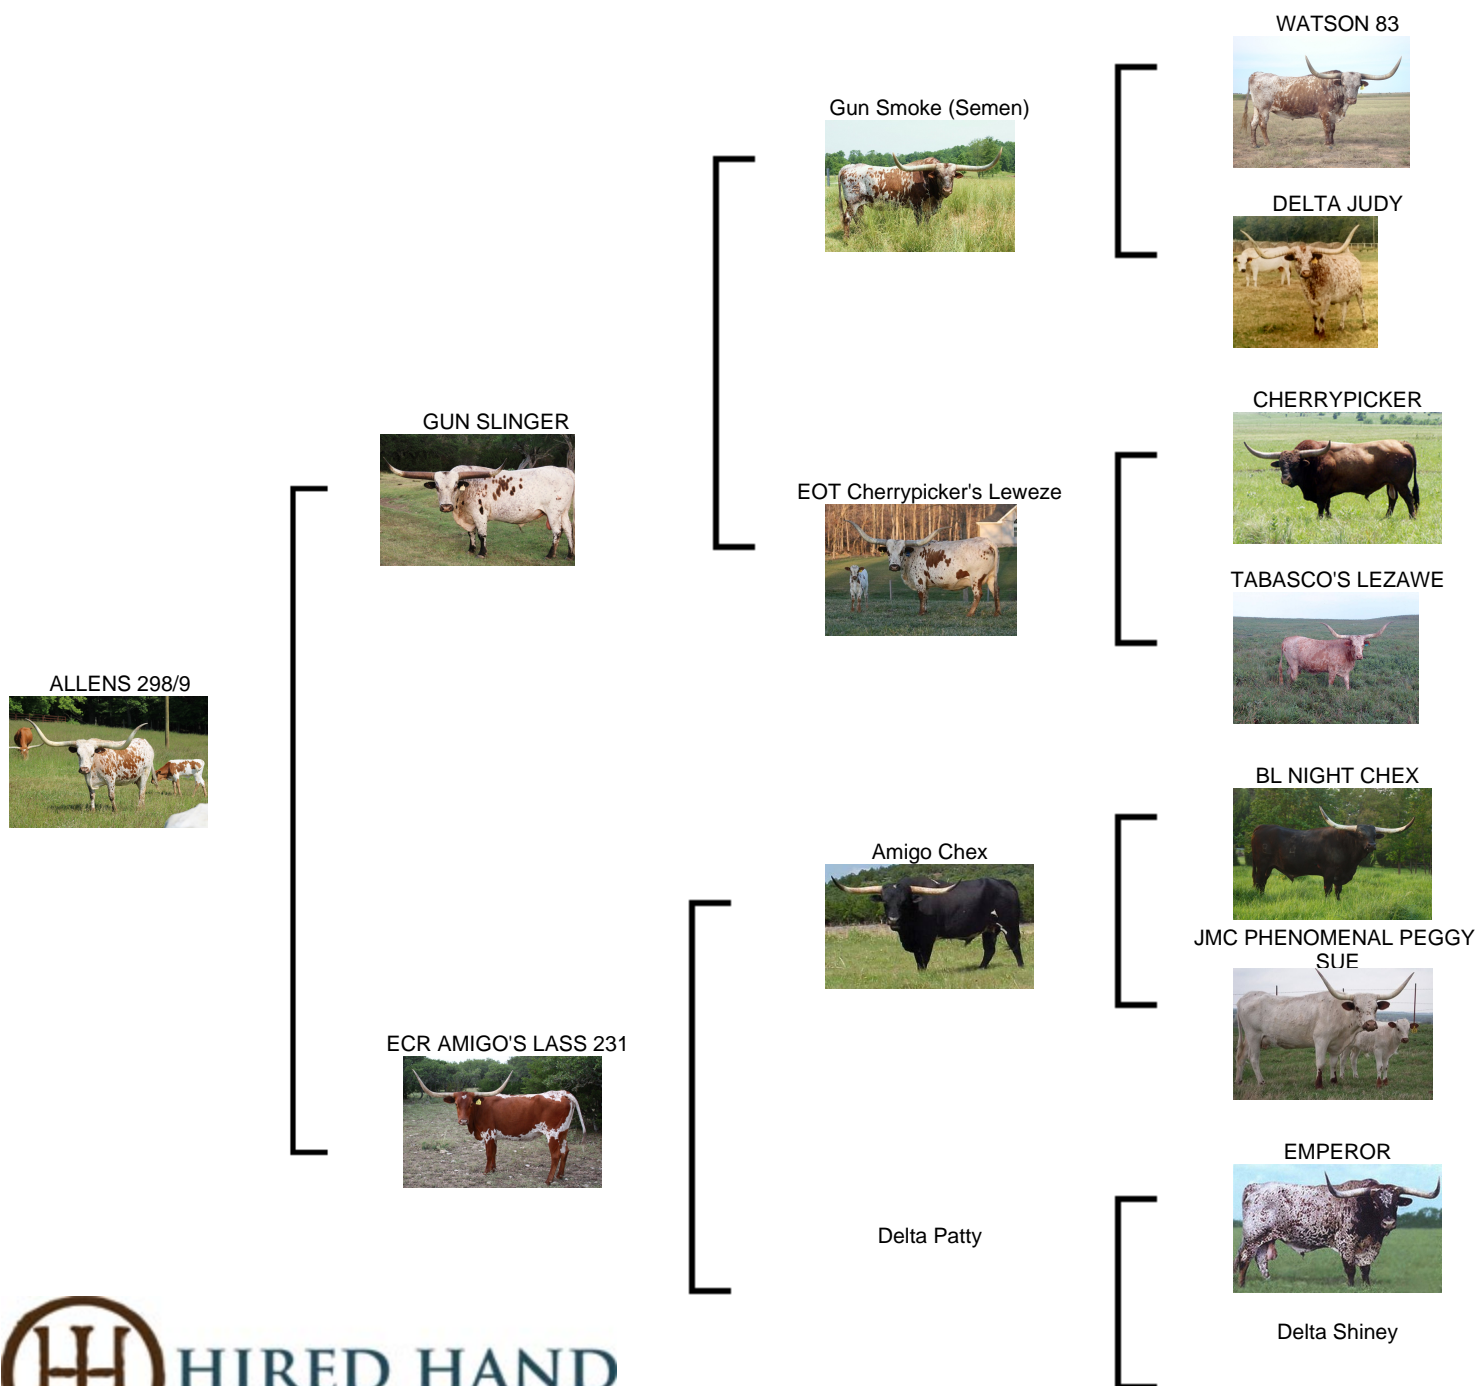 WATSON 83
Gun Smoke (Semen)
DELTA JUDY
CHERRYPICKER
GUN SLINGER
EOT Cherrypicker's Leweze
TABASCO'S LEZAWE
ALLENS 298/9
BL NIGHT CHEX
Amigo Chex
JMC PHENOMENAL PEGGY
SUE
ECR AMIGO'S LASS 231
EMPEROR
Delta Patty
Delta Shiney
HIRED HAND